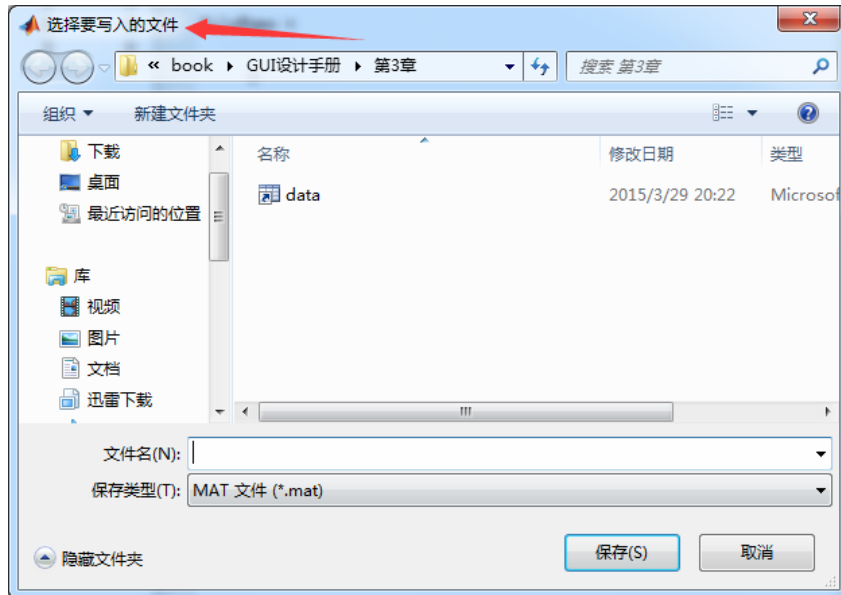 选择要写入的文件
« book ▸ GUI设计手册 ▸ 第3章
搜索 第3章
组织 新建文件夹
下载
桌面
最近访问的位置
库
视频
图片
文档
迅雷下载
名称 修改日期 类型
data 2015/3/29 20:22 Microsof
文件名(N):
保存类型(T): MAT 文件 (*.mat)
隐藏文件夹 保存(S) 取消